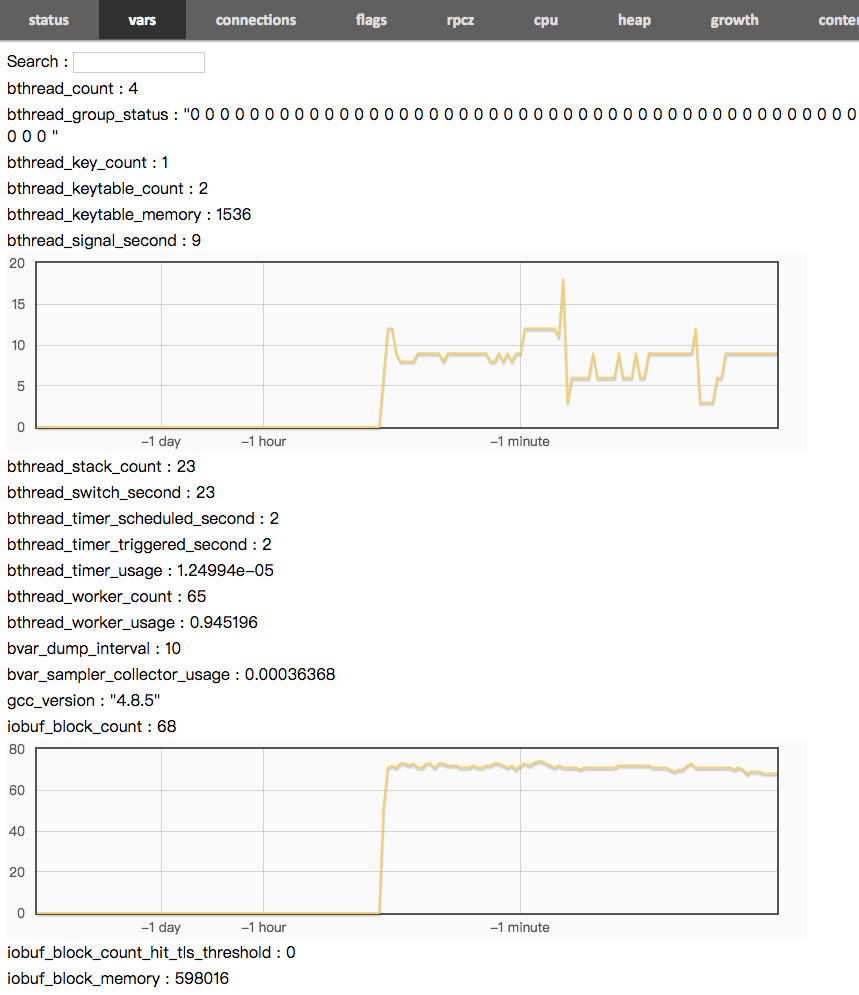 status vars connections flags rpcz cpu heap growth conten
Search :
bthread_count : 4
bthread_group_status : "0 0 0 0 0 0 0 0 0 0 0 0 0 0 0 0 0 0 0 0 0 0 0 0 0 0 0 0 0 0 0 0 0 0 0 0 0 0 0 0 0 0 0 0 0
0 0 0 "
bthread_key_count : 1
bthread_keytable_count : 2
bthread_keytable_memory : 1536
bthread_signal_second : 9
20
15
10
5
0
–1 day –1 hour –1 minute
bthread_stack_count : 23
bthread_switch_second : 23
bthread_timer_scheduled_second : 2
bthread_timer_triggered_second : 2
bthread_timer_usage : 1.24994e-05
bthread_worker_count : 65
bthread_worker_usage : 0.945196
bvar_dump_interval : 10
bvar_sampler_collector_usage : 0.00036368
gcc_version : "4.8.5"
iobuf_block_count : 68
80
60
40
20
0
–1 day –1 hour –1 minute
iobuf_block_count_hit_tls_threshold : 0
iobuf_block_memory : 598016